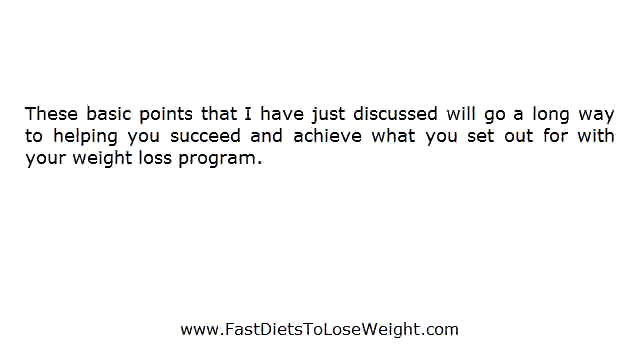 These basic points that I have just discussed will go a long way
to helping you succeed and achieve what you set out for with
your weight loss program.
www.FastDietsToLoseWeight.com